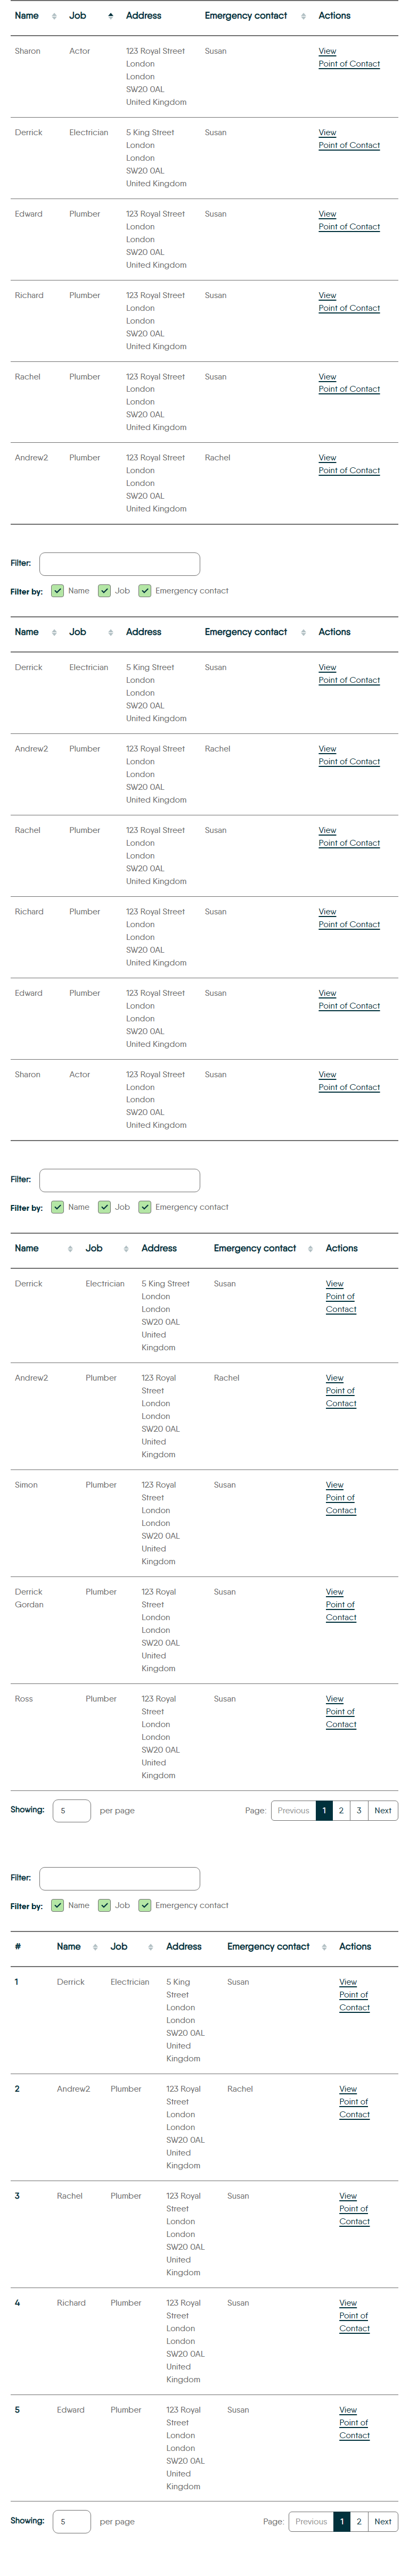 Name Job Address Emergency contact Actions
Sharon Actor 123 Royal Street Susan View
London Point of Contact
London
SW20 0AL
United Kingdom
Derrick Electrician 5 King Street Susan View
London Point of Contact
London
SW20 0AL
United Kingdom
Edward Plumber 123 Royal Street Susan View
London Point of Contact
London
SW20 0AL
United Kingdom
Richard Plumber 123 Royal Street Susan View
London Point of Contact
London
SW20 0AL
United Kingdom
Rachel Plumber 123 Royal Street Susan View
London Point of Contact
London
SW20 0AL
United Kingdom
Andrew2 Plumber 123 Royal Street Rachel View
London Point of Contact
London
SW20 0AL
United Kingdom
Filter:
Filter by: Name Job Emergency contact
Name Job Address Emergency contact Actions
Derrick Electrician 5 King Street Susan View
London Point of Contact
London
SW20 0AL
United Kingdom
Andrew2 Plumber 123 Royal Street Rachel View
London Point of Contact
London
SW20 0AL
United Kingdom
Rachel Plumber 123 Royal Street Susan View
London Point of Contact
London
SW20 0AL
United Kingdom
Richard Plumber 123 Royal Street Susan View
London Point of Contact
London
SW20 0AL
United Kingdom
Edward Plumber 123 Royal Street Susan View
London Point of Contact
London
SW20 0AL
United Kingdom
Sharon Actor 123 Royal Street Susan View
London Point of Contact
London
SW20 0AL
United Kingdom
Filter:
Filter by: Name Job Emergency contact
Name Job Address Emergency contact Actions
Derrick Electrician 5 King Street Susan View
London Point of
London Contact
SW20 0AL
United
Kingdom
Andrew2 Plumber 123 Royal Rachel View
Street Point of
London Contact
London
SW20 0AL
United
Kingdom
Simon Plumber 123 Royal Susan View
Street Point of
London Contact
London
SW20 0AL
United
Kingdom
Derrick Plumber 123 Royal Susan View
Gordan Street Point of
London Contact
London
SW20 0AL
United
Kingdom
Ross Plumber 123 Royal Susan View
Street Point of
London Contact
London
SW20 0AL
United
Kingdom
Showing: 5 per page Page: Previous 1 2 3 Next
Filter:
Filter by: Name Job Emergency contact
# Name Job Address Emergency contact Actions
1 Derrick Electrician 5 King Susan View
Street Point of
London Contact
London
SW20 0AL
United
Kingdom
2 Andrew2 Plumber 123 Royal Rachel View
Street Point of
London Contact
London
SW20 0AL
United
Kingdom
3 Rachel Plumber 123 Royal Susan View
Street Point of
London Contact
London
SW20 0AL
United
Kingdom
4 Richard Plumber 123 Royal Susan View
Street Point of
London Contact
London
SW20 0AL
United
Kingdom
5 Edward Plumber 123 Royal Susan View
Street Point of
London Contact
London
SW20 0AL
United
Kingdom
Showing: 5 per page Page: Previous 1 2 Next